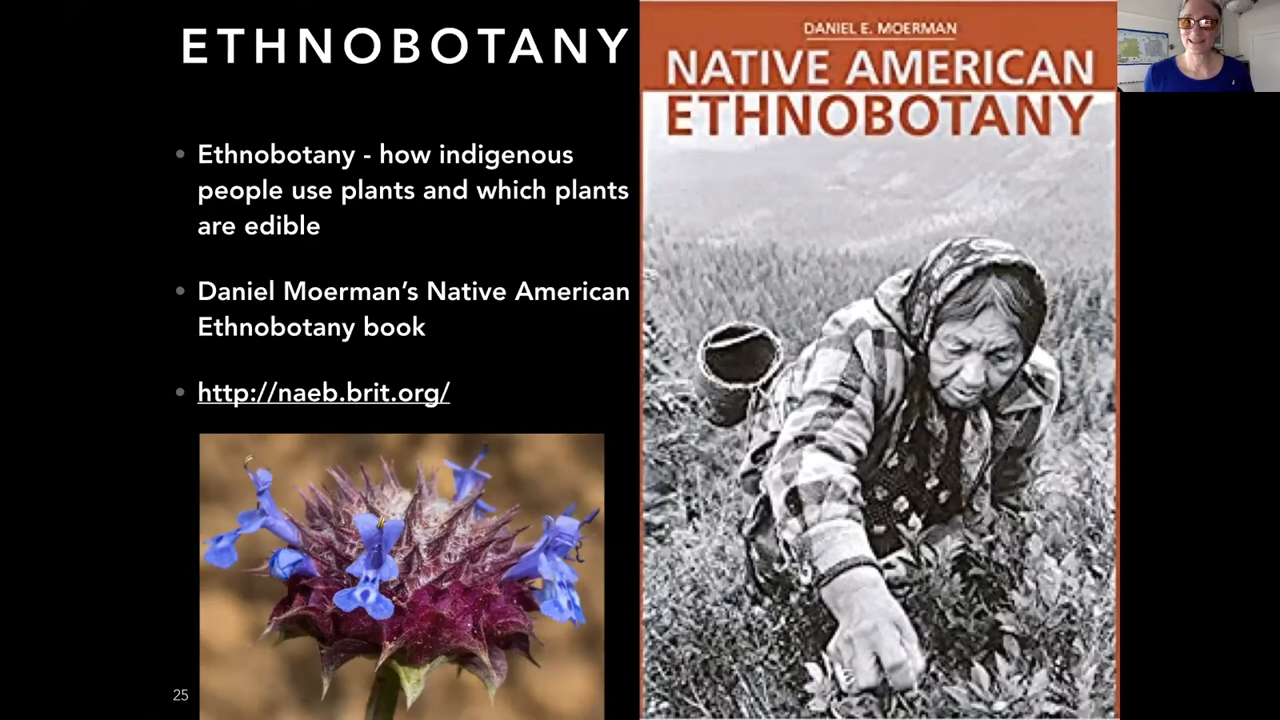 ETHNOBOTANY
• Ethnobotany - how indigenous
people use plants and which plants
are edible
• Daniel Moerman’s Native American
Ethnobotany book
• http://naeb.brit.org/
25
DANIEL E. MOERMAN
NATIVE AMERICAN
ETHNOBOTANY